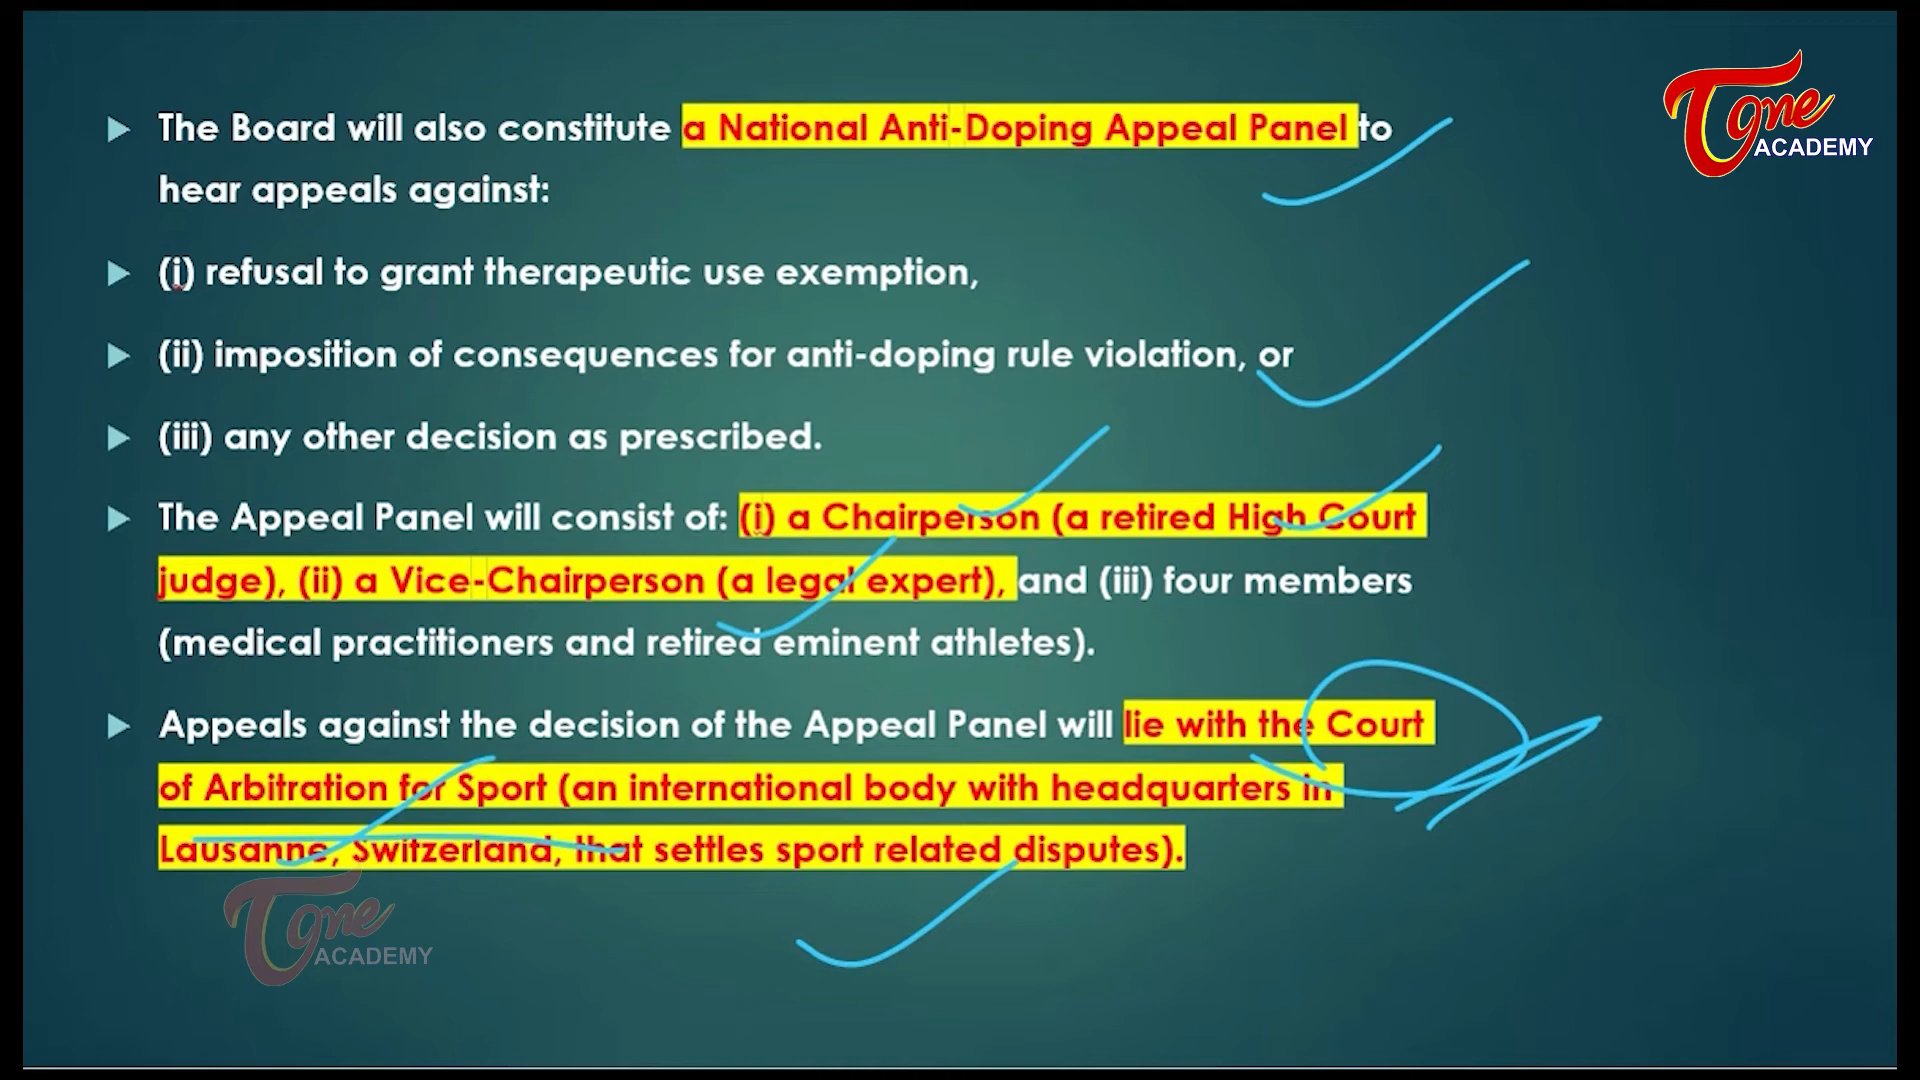 Tone
ACADEMY
The Board will also constitute a National Anti-Doping Appeal Panel to
hear appeals against:
(i) refusal to grant therapeutic use exemption,
(ii) imposition of consequences for anti-doping rule violation, or
(iii) any other decision as prescribed.
The Appeal Panel will consist of: (i) a Chairperson (a retired High Court
judge), (ii) a Vice-Chairperson (a legal expert), and (iii) four members
(medical practitioners and retired eminent athletes).
Appeals against the decision of the Appeal Panel will lie with the Court
of Arbitration for Sport (an international body with headquarters in
Lausanne, Switzerland, that settles sport related disputes).
Tone
ACADEMY